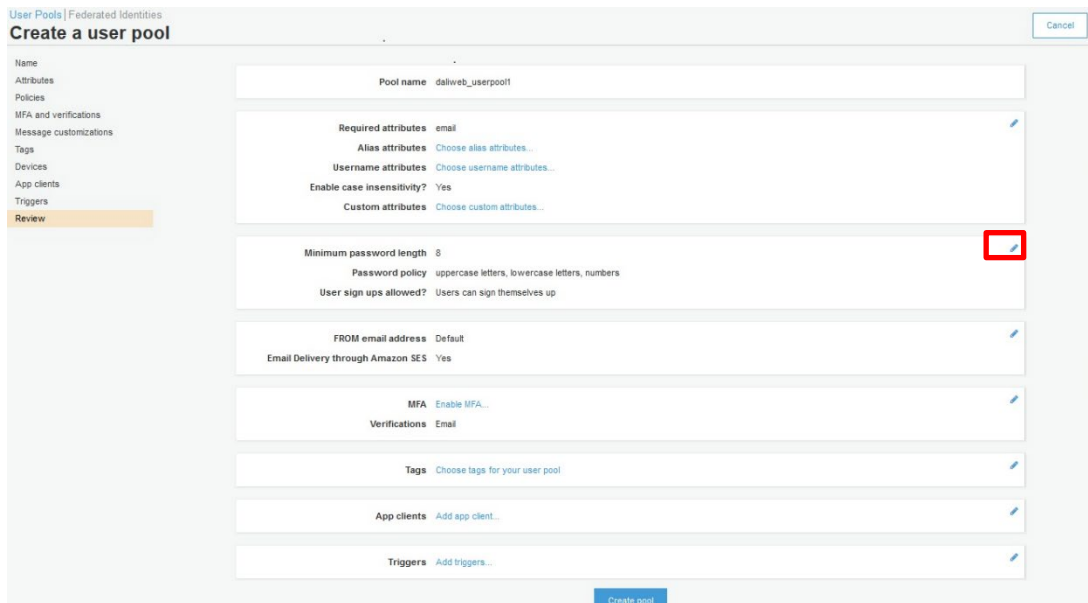 User Pools | Federated Identities
Create a user pool
Cancel
Name
Attributes
Policies
MFA and verifications
Message customizations
Tags
Devices
App clients
Triggers
Review
Pool name daliweb_userpool1
Required attributes email
Alias attributes Choose alias attributes...
Username attributes Choose username attributes...
Enable case insensitivity? Yes
Custom attributes Choose custom attributes...
Minimum password length 8
Password policy uppercase letters, lowercase letters, numbers
User sign ups allowed? Users can sign themselves up
FROM email address Default
Email Delivery through Amazon SES Yes
MFA Enable MFA...
Verifications Email
Tags Choose tags for your user pool
App clients Add app client...
Triggers Add triggers...
Create pool